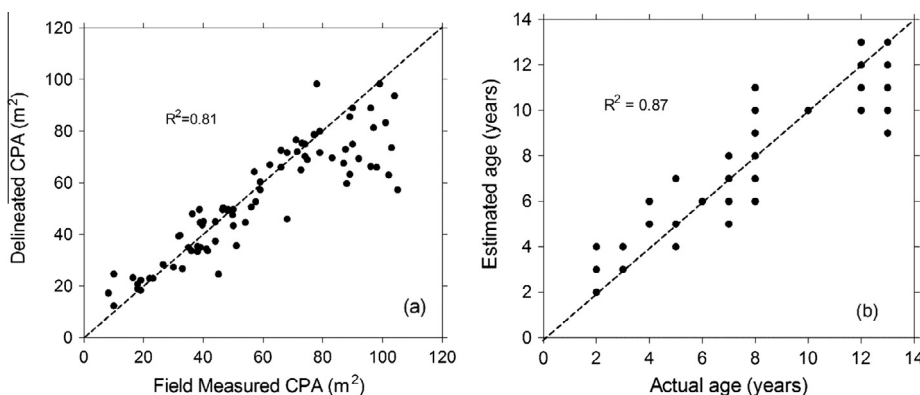 120
100
80
60
40
20
0
Delineated CPA (m²)
R²=0.81
(a)
0 20 40 60 80 100 120
Field Measured CPA (m²)
14
12
10
8
6
4
2
0
Estimated age (years)
R² = 0.87
(b)
0 2 4 6 8 10 12 14
Actual age (years)